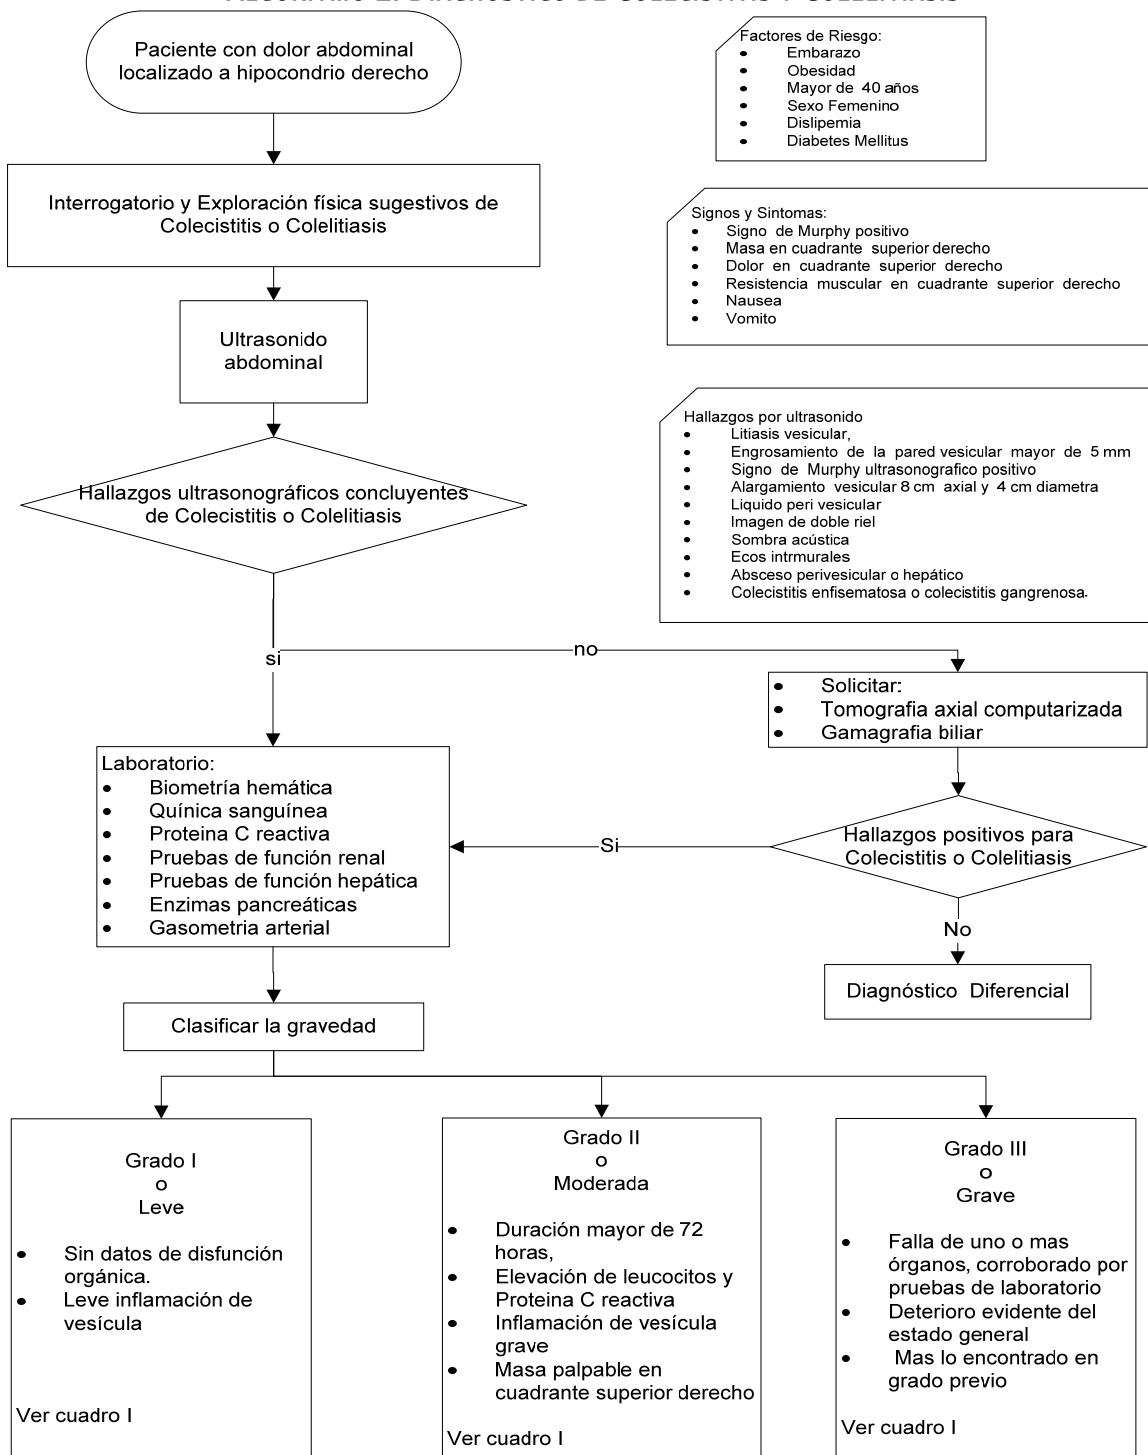 Paciente con dolor abdominal
localizado a hipocondrio derecho
Factores de Riesgo:
• Embarazo
• Obesidad
• Mayor de 40 años
• Sexo Femenino
• Dislipemia
• Diabetes Mellitus
Interrogatorio y Exploración física sugestivos de
Colecistitis o Colelitiasis
Signos y Sintomas:
• Signo de Murphy positivo
• Masa en cuadrante superior derecho
• Dolor en cuadrante superior derecho
• Resistencia muscular en cuadrante superior derecho
• Nausea
• Vomito
Ultrasonido
abdominal
Hallazgos por ultrasonido
• Litiasis vesicular,
• Engrosamiento de la pared vesicular mayor de 5 mm
• Signo de Murphy ultrasonografico positivo
• Alargamiento vesicular 8 cm axial y 4 cm diametra
• Liquido peri vesicular
• Imagen de doble riel
• Sombra acústica
• Ecos intrmurales
• Absceso perivesicular o hepático
• Colecistitis enfisematosa o colecistitis gangrenosa.
Hallazgos ultrasonográficos concluyentes
de Colecistitis o Colelitiasis
si
no
• Solicitar:
• Tomografia axial computarizada
• Gamagrafia biliar
Laboratorio:
• Biometría hemática
• Quínica sanguínea
• Proteina C reactiva
• Pruebas de función renal
• Pruebas de función hepática
• Enzimas pancreáticas
• Gasometria arterial
Si
Hallazgos positivos para
Colecistitis o Colelitiasis
No
Diagnóstico Diferencial
Clasificar la gravedad
Grado I
o
Leve
• Sin datos de disfunción
orgánica.
• Leve inflamación de
vesícula
Ver cuadro I
Grado II
o
Moderada
• Duración mayor de 72
horas,
• Elevación de leucocitos y
Proteina C reactiva
• Inflamación de vesícula
grave
• Masa palpable en
cuadrante superior derecho
Ver cuadro I
Grado III
o
Grave
• Falla de uno o mas
órganos, corroborado por
pruebas de laboratorio
• Deterioro evidente del
estado general
• Mas lo encontrado en
grado previo
Ver cuadro I